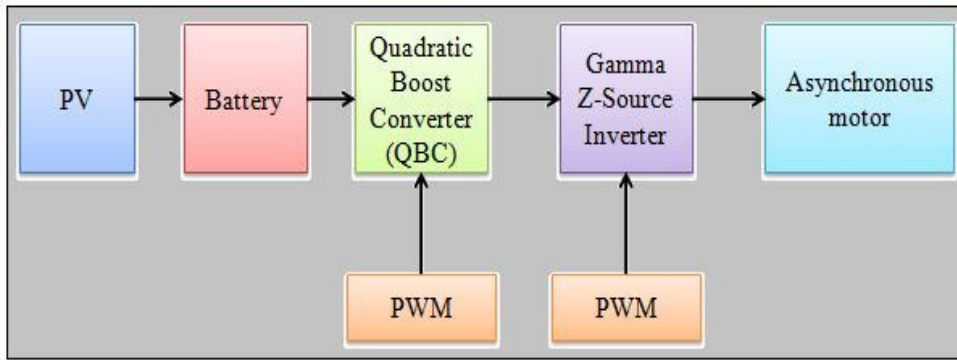 PV
Battery
Quadratic
Boost
Converter
(QBC)
Gamma
Z-Source
Inverter
Asynchronous
motor
PWM
PWM